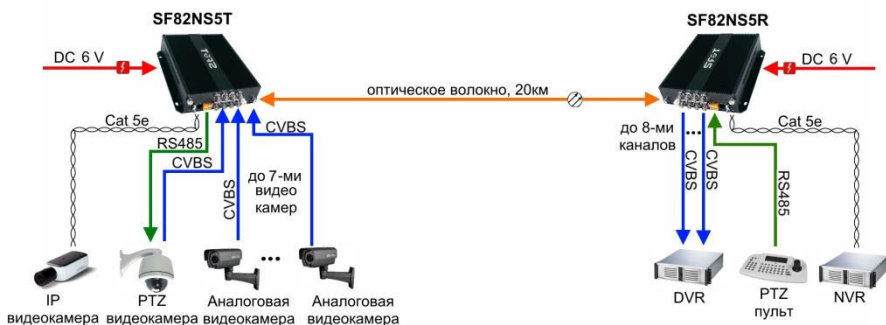 SF82NS5T
SF82NS5R
DC 6 V
DC 6 V
SF&T
SF&T
оптическое волокно, 20км
Cat 5e
RS485
CVBS
CVBS
CVBS
до 7-ми
видео
камер
до 8-ми
каналов
...
CVBS
CVBS
RS485
Cat 5e
...
IP
видеокамера
PTZ
видеокамера
Аналоговая
видеокамера
Аналоговая
видеокамера
DVR
PTZ
пульт
NVR